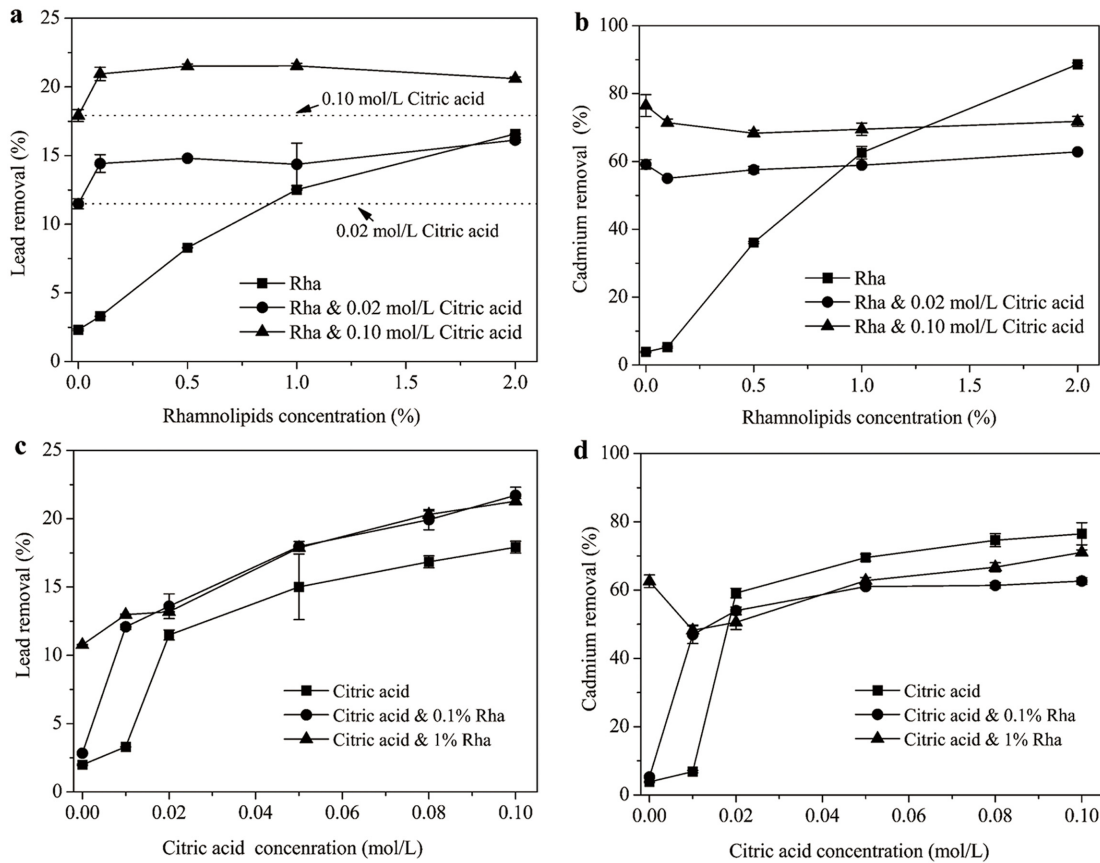 a
25
20
15
10
5
0
Lead removal (%)
0.10 mol/L Citric acid
0.02 mol/L Citric acid
Rha
Rha & 0.02 mol/L Citric acid
Rha & 0.10 mol/L Citric acid
0.0 0.5 1.0 1.5 2.0
Rhamnolipids concentration (%)
b
100
80
60
40
20
0
Cadmium removal (%)
Rha
Rha & 0.02 mol/L Citric acid
Rha & 0.10 mol/L Citric acid
0.0 0.5 1.0 1.5 2.0
Rhamnolipids concentration (%)
c
25
20
15
10
5
0
Lead removal (%)
Citric acid
Citric acid & 0.1% Rha
Citric acid & 1% Rha
0.00 0.02 0.04 0.06 0.08 0.10
Citric acid concenration (mol/L)
d
100
80
60
40
20
0
Cadmium removal (%)
Citric acid
Citric acid & 0.1% Rha
Citric acid & 1% Rha
0.00 0.02 0.04 0.06 0.08 0.10
Citric acid concentration (mol/L)